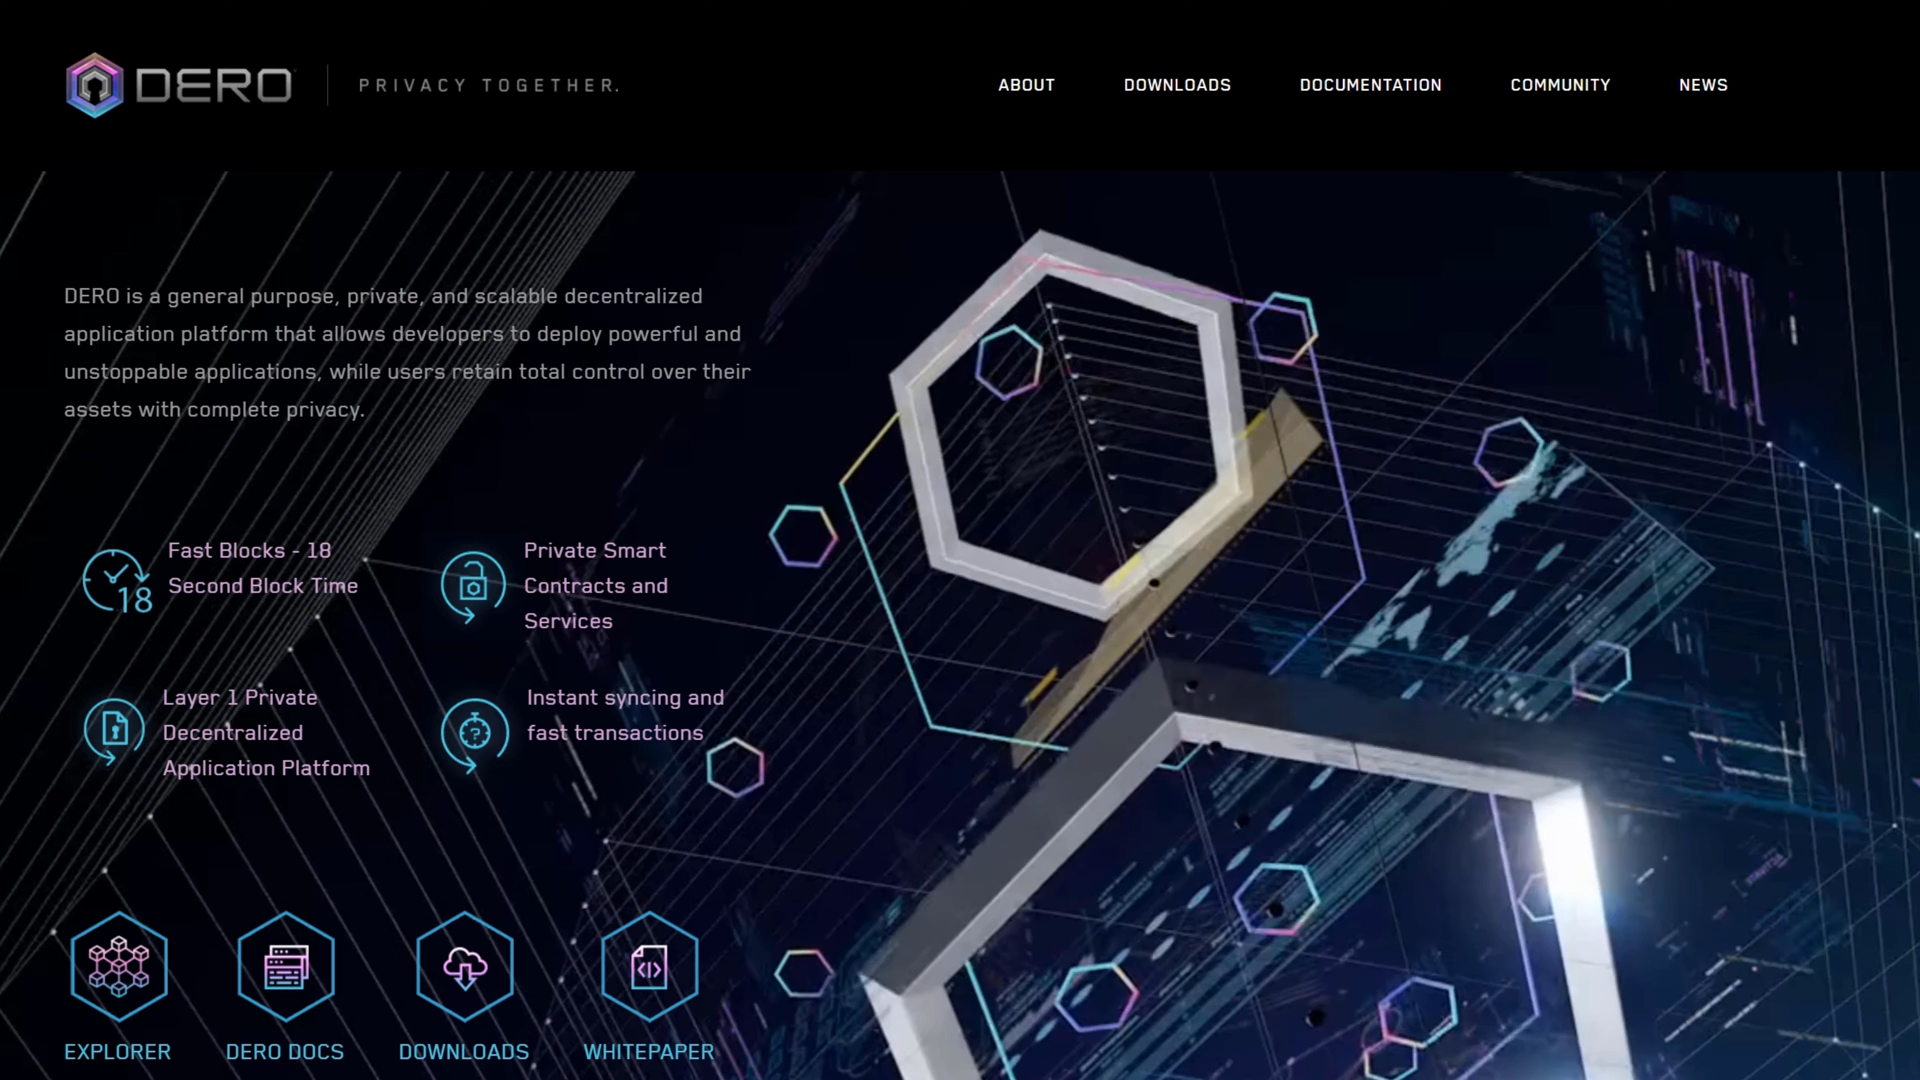 DERO
PRIVACY TOGETHER.
ABOUT
DOWNLOADS
DOCUMENTATION
COMMUNITY
NEWS
DERO is a general purpose, private, and scalable decentralized
application platform that allows developers to deploy powerful and
unstoppable applications, while users retain total control over their
assets with complete privacy.
18
Fast Blocks - 18
Second Block Time
Private Smart
Contracts and
Services
Layer 1 Private
Decentralized
Application Platform
?
Instant syncing and
fast transactions
</>
EXPLORER
DERO DOCS
DOWNLOADS
WHITEPAPER